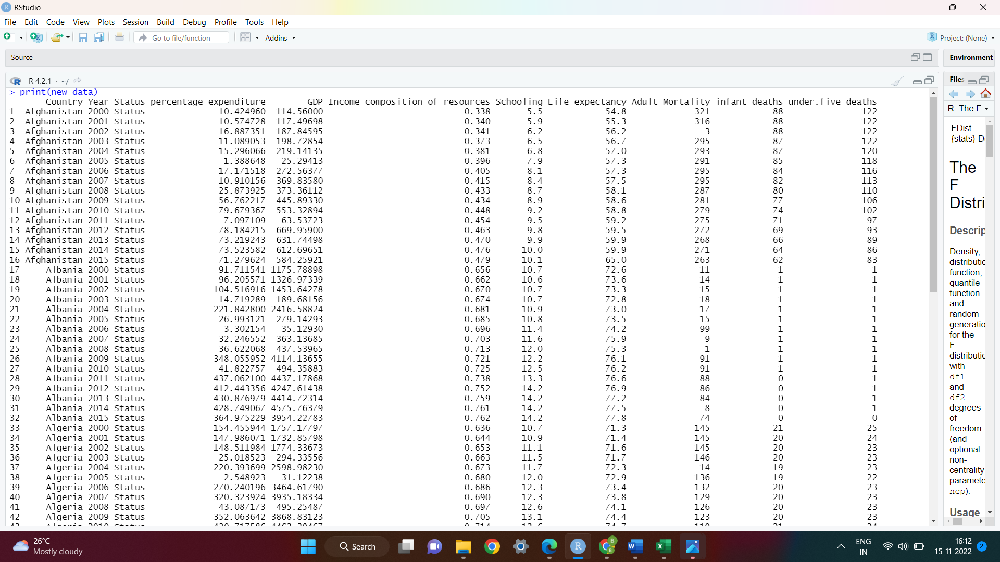 RStudio
File Edit Code View Plots Session Build Debug Profile Tools Help
Go to file/function Addins Project: (None)
Source
Environment
R 4.2.1 · ~/
Files
R: The F
> print(new_data)
Country Year Status percentage_expenditure GDP Income_composition_of_resources Schooling Life_expectancy Adult_Mortality infant_deaths under.five_deaths
1 Afghanistan 2000 Status 10.424960 114.56000 0.338 5.5 54.8 321 88 122
2 Afghanistan 2001 Status 10.574728 117.49698 0.340 5.9 55.3 316 88 122
3 Afghanistan 2002 Status 16.887351 187.84595 0.341 6.2 56.2 3 88 122
4 Afghanistan 2003 Status 11.089053 198.72854 0.373 6.5 56.7 295 87 122
5 Afghanistan 2004 Status 15.296066 219.14135 0.381 6.8 57.0 293 87 120
6 Afghanistan 2005 Status 1.388648 25.29413 0.396 7.9 57.3 291 85 118
7 Afghanistan 2006 Status 17.171518 272.56377 0.405 8.1 57.3 295 84 116
8 Afghanistan 2007 Status 10.910156 369.83580 0.415 8.4 57.5 295 82 113
9 Afghanistan 2008 Status 25.873925 373.36112 0.433 8.7 58.1 287 80 110
10 Afghanistan 2009 Status 56.762217 445.89330 0.434 8.9 58.6 281 77 106
11 Afghanistan 2010 Status 79.679367 553.32894 0.448 9.2 58.8 279 74 102
12 Afghanistan 2011 Status 7.097109 63.53723 0.454 9.5 59.2 275 71 97
13 Afghanistan 2012 Status 78.184215 669.95900 0.463 9.8 59.5 272 69 93
14 Afghanistan 2013 Status 73.219243 631.74498 0.470 9.9 59.9 268 66 89
15 Afghanistan 2014 Status 73.523582 612.69651 0.476 10.0 59.9 271 64 86
16 Afghanistan 2015 Status 71.279624 584.25921 0.479 10.1 65.0 263 62 83
17 Albania 2000 Status 91.711541 1175.78898 0.656 10.7 72.6 11 1 1
18 Albania 2001 Status 96.205571 1326.97339 0.662 10.6 73.6 14 1 1
19 Albania 2002 Status 104.516916 1453.64278 0.670 10.7 73.3 15 1 1
20 Albania 2003 Status 14.719289 189.68156 0.674 10.7 72.8 18 1 1
21 Albania 2004 Status 221.842800 2416.58824 0.681 10.9 73.0 17 1 1
22 Albania 2005 Status 26.993121 279.14293 0.685 10.8 73.5 15 1 1
23 Albania 2006 Status 3.302154 35.12930 0.696 11.4 74.2 99 1 1
24 Albania 2007 Status 32.246552 363.13685 0.703 11.6 75.9 9 1 1
25 Albania 2008 Status 36.622068 437.53965 0.713 12.0 75.3 1 1 1
26 Albania 2009 Status 348.055952 4114.13655 0.721 12.2 76.1 91 1 1
27 Albania 2010 Status 41.822757 494.35883 0.725 12.5 76.2 91 1 1
28 Albania 2011 Status 437.062100 4437.17868 0.738 13.3 76.6 88 0 1
29 Albania 2012 Status 412.443356 4247.61438 0.752 14.2 76.9 86 0 1
30 Albania 2013 Status 430.876979 4414.72314 0.759 14.2 77.2 84 0 1
31 Albania 2014 Status 428.749067 4575.76379 0.761 14.2 77.5 8 0 1
32 Albania 2015 Status 364.975229 3954.22783 0.762 14.2 77.8 74 0 0
33 Algeria 2000 Status 154.455944 1757.17797 0.636 10.7 71.3 145 21 25
34 Algeria 2001 Status 147.986071 1732.85798 0.644 10.9 71.4 145 20 24
35 Algeria 2002 Status 148.511984 1774.33673 0.653 11.1 71.6 145 20 23
36 Algeria 2003 Status 25.018523 294.33556 0.663 11.5 71.7 146 20 23
37 Algeria 2004 Status 220.393699 2598.98230 0.673 11.7 72.3 14 19 23
38 Algeria 2005 Status 2.548923 31.12238 0.680 12.0 72.9 136 19 22
39 Algeria 2006 Status 270.240196 3464.61790 0.686 12.3 73.4 132 20 23
40 Algeria 2007 Status 320.323924 3935.18334 0.690 12.3 73.8 129 20 23
41 Algeria 2008 Status 43.087173 495.25487 0.697 12.6 74.1 126 20 23
42 Algeria 2009 Status 352.063642 3868.83123 0.705 13.1 74.4 123 20 23
FDist
{stats} D
The
F
Distri
Descrip
Density,
distributic
function,
quantile
function
and
random
generatio
for the
F
distributic
with
df1
and
df2
degrees
of
freedom
(and
optional
non-
centrality
paramete
ncp).
Usage
26°C
Mostly cloudy
Search
ENG
IN
16:12
15-11-2022
2